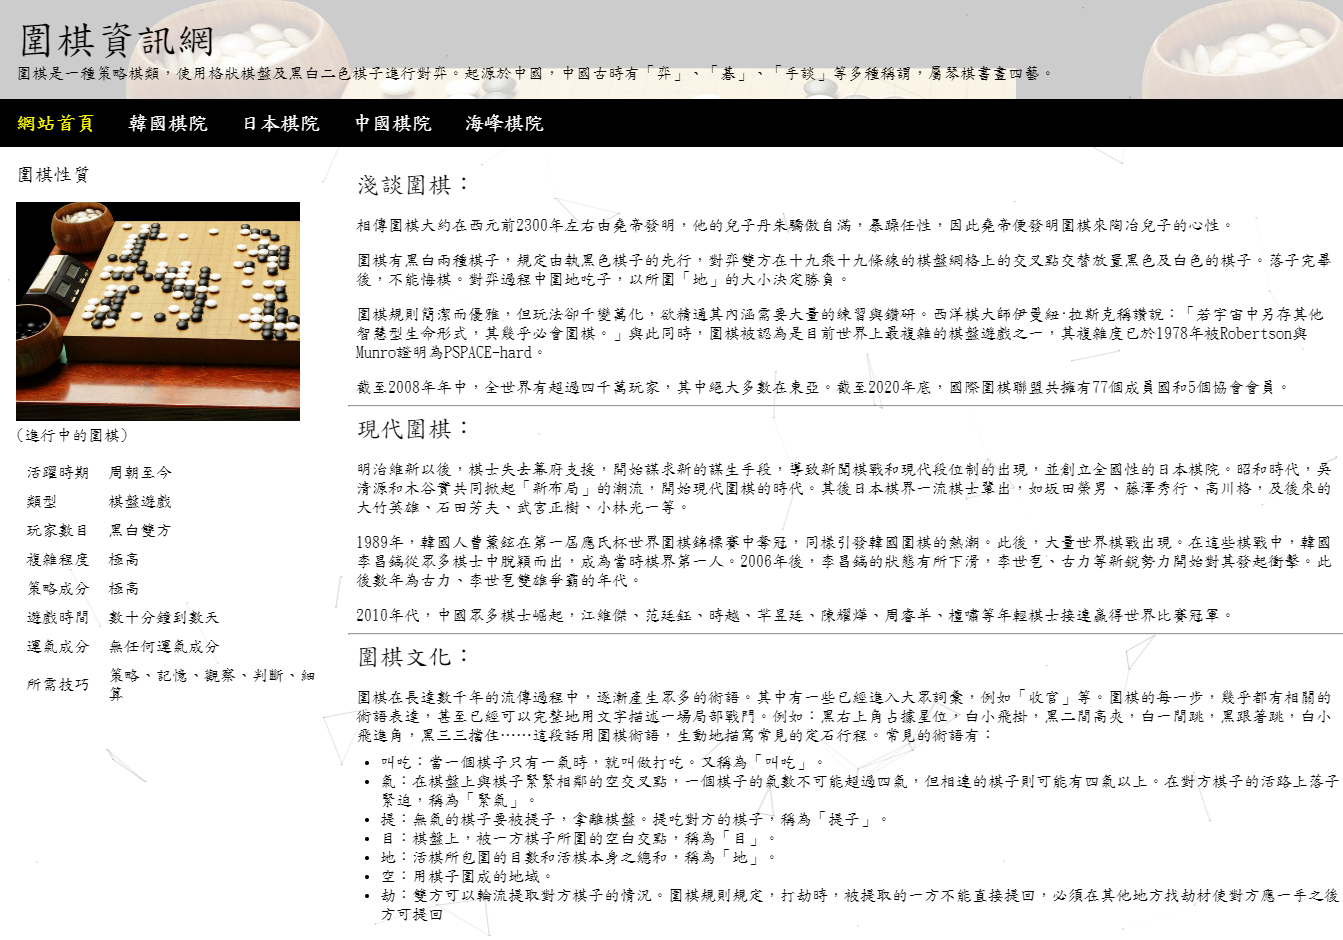 圍棋資訊網
圍棋是一種策略棋類，使用格狀棋盤及黑白二色棋子進行對弈。起源於中國，中國古時有「弈」、「碁」、「手談」等多種稱謂，屬琴棋書畫四藝。
網站首頁 韓國棋院 日本棋院 中國棋院 海峰棋院
圍棋性質
(進行中的圍棋)
活躍時期 周朝至今
類型 棋盤遊戲
玩家數目 黑白雙方
複雜程度 極高
策略成分 極高
遊戲時間 數十分鐘到數天
運氣成分 無任何運氣成分
所需技巧 策略、記憶、觀察、判斷、細
算
淺談圍棋：
相傳圍棋大約在西元前2300年左右由堯帝發明，他的兒子丹朱驕傲自滿，暴躁任性，因此堯帝便發明圍棋來陶冶兒子的心性。
圍棋有黑白兩種棋子，規定由執黑色棋子的先行，對弈雙方在十九乘十九條線的棋盤網格上的交叉點交替放置黑色及白色的棋子。落子完畢
後，不能悔棋。對弈過程中圍地吃子，以所圍「地」的大小決定勝負。
圍棋規則簡潔而優雅，但玩法卻千變萬化，欲精通其內涵需要大量的練習與鑽研。西洋棋大師伊曼紐·拉斯克稱讚說：「若宇宙中另存其他
智慧型生命形式，其幾乎必會圍棋。」與此同時，圍棋被認為是目前世界上最複雜的棋盤遊戲之一，其複雜度已於1978年被Robertson與
Munro證明為PSPACE-hard。
截至2008年年中，全世界有超過四千萬玩家，其中絕大多數在東亞。截至2020年底，國際圍棋聯盟共擁有77個成員國和5個協會會員。
現代圍棋：
明治維新以後，棋士失去幕府支援，開始謀求新的謀生手段，導致新聞棋戰和現代段位制的出現，並創立全國性的日本棋院。昭和時代，吳
清源和木谷實共同掀起「新布局」的潮流，開始現代圍棋的時代。其後日本棋界一流棋士輩出，如坂田榮男、藤澤秀行、高川格，及後來的
大竹英雄、石田芳夫、武宮正樹、小林光一等。
1989年，韓國人曹薰鉉在第一屆應氏杯世界圍棋錦標賽中奪冠，同樣引發韓國圍棋的熱潮。此後，大量世界棋戰出現。在這些棋戰中，韓國
李昌鎬從眾多棋士中脫穎而出，成為當時棋界第一人。2006年後，李昌鎬的狀態有所下滑，李世乭、古力等新銳勢力開始對其發起衝擊。此
後數年為古力、李世乭雙雄爭霸的年代。
2010年代，中國眾多棋士崛起，江維傑、范廷鈺、時越、羋昱廷、陳耀燁、周睿羊、檀嘯等年輕棋士接連贏得世界比賽冠軍。
圍棋文化：
圍棋在長達數千年的流傳過程中，逐漸產生眾多的術語。其中有一些已經進入大眾詞彙，例如「收官」等。圍棋的每一步，幾乎都有相關的
術語表達，甚至已經可以完整地用文字描述一場局部戰鬥。例如：黑右上角占據星位，白小飛掛，黑二間高夾，白一間跳，黑跟著跳，白小
飛進角，黑三三擋住……這段話用圍棋術語，生動地描寫常見的定石行程。常見的術語有：
• 叫吃：當一個棋子只有一氣時，就叫做打吃。又稱為「叫吃」。
• 氣：在棋盤上與棋子緊緊相鄰的空交叉點，一個棋子的氣數不可能超過四氣，但相連的棋子則可能有四氣以上。在對方棋子的活路上落子
緊迫，稱為「緊氣」。
• 提：無氣的棋子要被提子，拿離棋盤。提吃對方的棋子，稱為「提子」。
• 目：棋盤上，被一方棋子所圍的空白交點，稱為「目」。
• 地：活棋所包圍的目數和活棋本身之總和，稱為「地」。
• 空：用棋子圍成的地域。
• 劫：雙方可以輪流提取對方棋子的情況。圍棋規則規定，打劫時，被提取的一方不能直接提回，必須在其他地方找劫材使對方應一手之後
方可提回